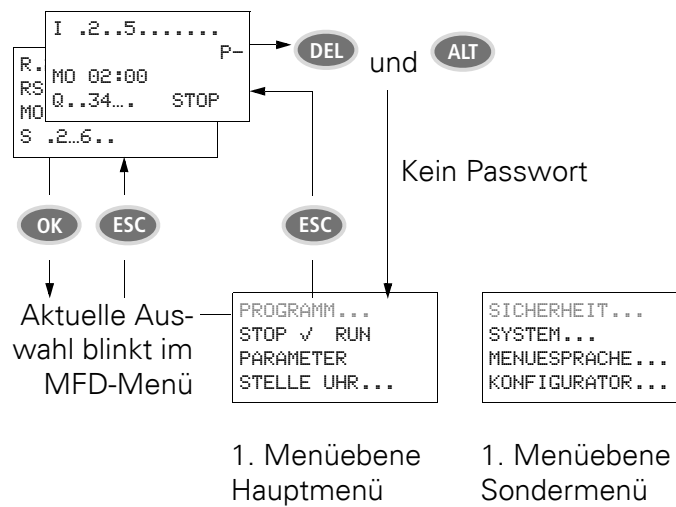 I .2..5.......
P-
MO 02:00
Q..34…. STOP
R.
RS
MO
S .2…6..
DEL und ALT
Kein Passwort
OK ESC ESC
Aktuelle Aus-
wahl blinkt im
MFD-Menü
PROGRAMM...
STOP √ RUN
PARAMETER
STELLE UHR...
SICHERHEIT...
SYSTEM...
MENUESPRACHE...
KONFIGURATOR...
1. Menüebene
Hauptmenü
1. Menüebene
Sondermenü